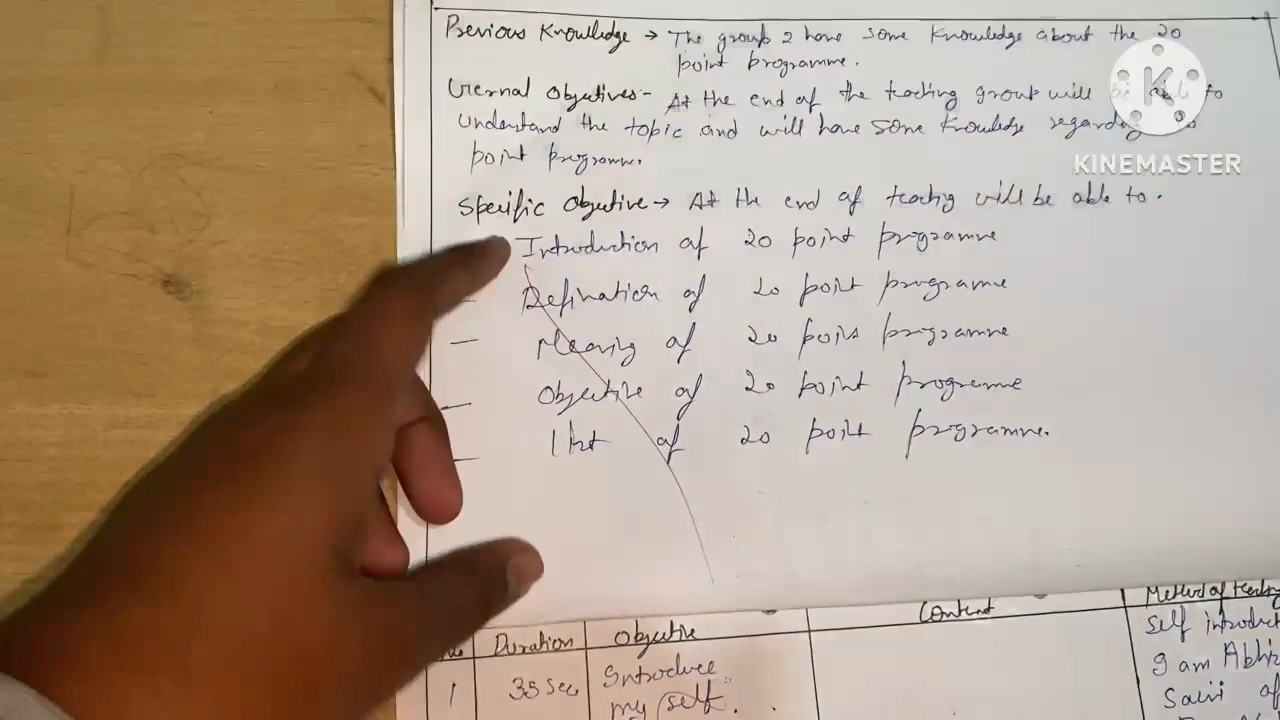 Previous Knowledge → The group 2 have some Knowledge about the 20
point programme.
General Objectives - At the end of the teaching group will be able to
understand the topic and will have some Knowledge regarding
point programme.
KINEMASTER
Specific Objective → At the end of teaching will be able to.
Introduction of 20 point programme
Defination of 20 point programme
Meaning of 20 point programme
Objective of 20 point programme
list of 20 point programme.
Duration Objective Content Method of teaching
1 35 Sec Introduce my self.
self introduct
I am Abhi
Saini of